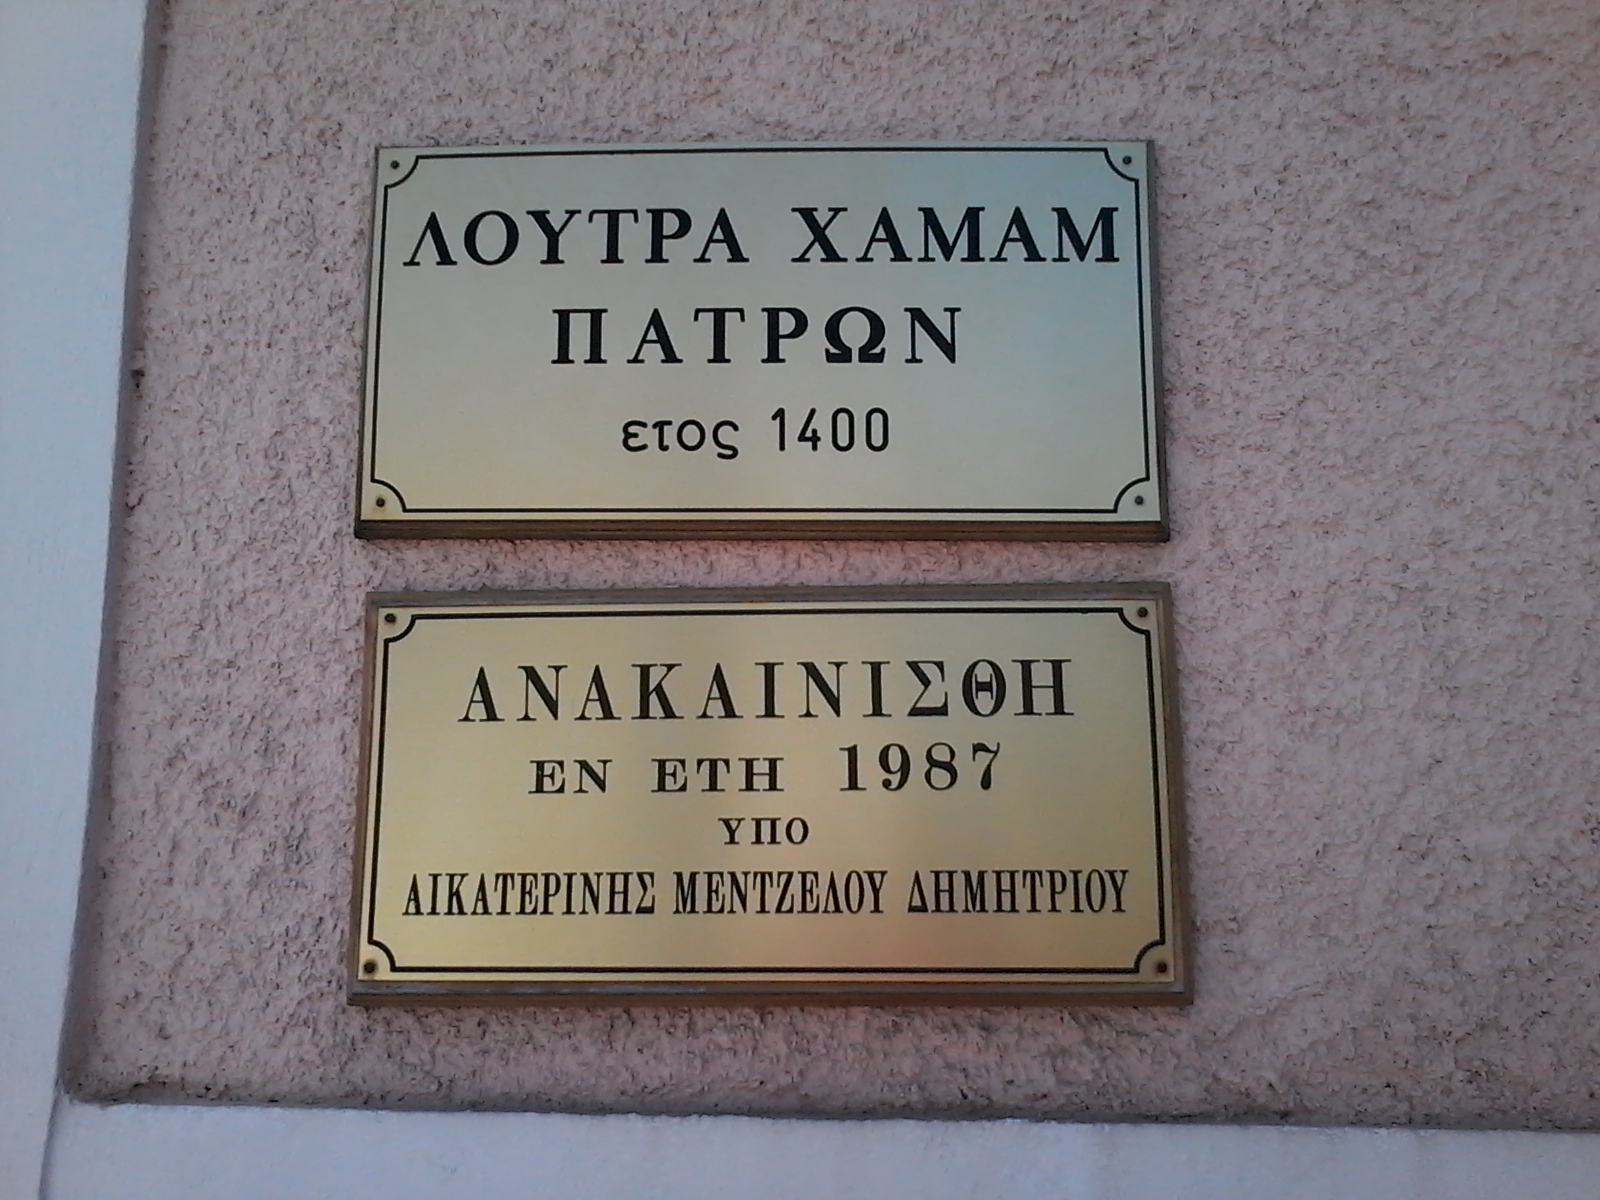 ΛΟΥΤΡΑ ΧΑΜΑΜ
ΠΑΤΡΩΝ
ετος 1400
ΑΝΑΚΑΙΝΙΣΘΗ
ΕΝ ΕΤΗ 1987
ΥΠΟ
ΑΙΚΑΤΕΡΙΝΗΣ ΜΕΝΤΖΕΛΟΥ ΔΗΜΗΤΡΙΟΥ